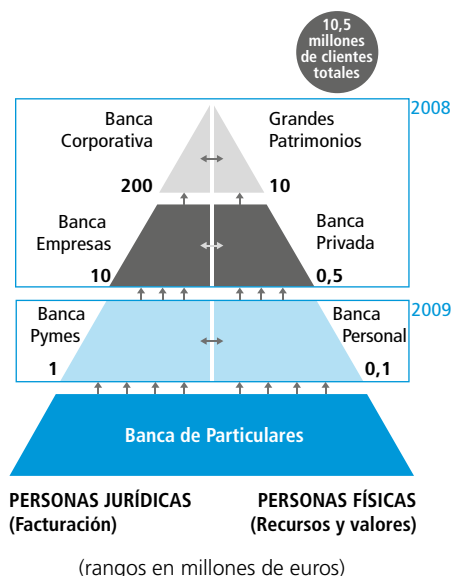 10,5
millones
de clientes
totales
2008
Banca
Corporativa
Grandes
Patrimonios
200
10
Banca
Empresas
Banca
Privada
10
0,5
2009
Banca
Pymes
Banca
Personal
1
0,1
Banca de Particulares
PERSONAS JURÍDICAS
(Facturación)
PERSONAS FÍSICAS
(Recursos y valores)
(rangos en millones de euros)